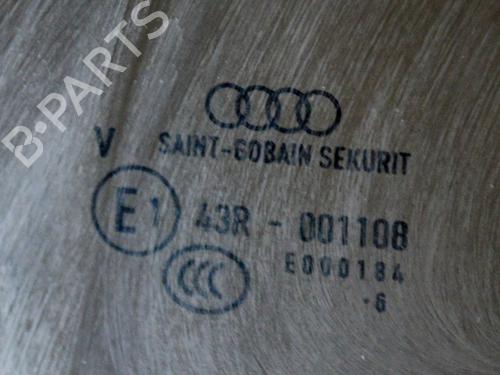 B·PARTS
V SAINT-GOBAIN SEKURIT
E1 43R - 001108
E000184
CCC .6